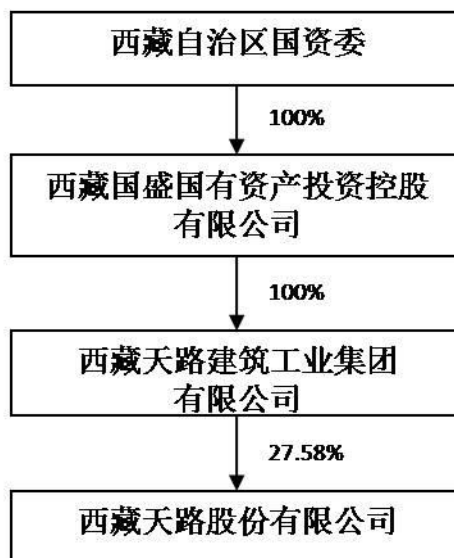 西藏自治区国资委
100%
西藏国盛国有资产投资控股
有限公司
100%
西藏天路建筑工业集团
有限公司
27.58%
西藏天路股份有限公司